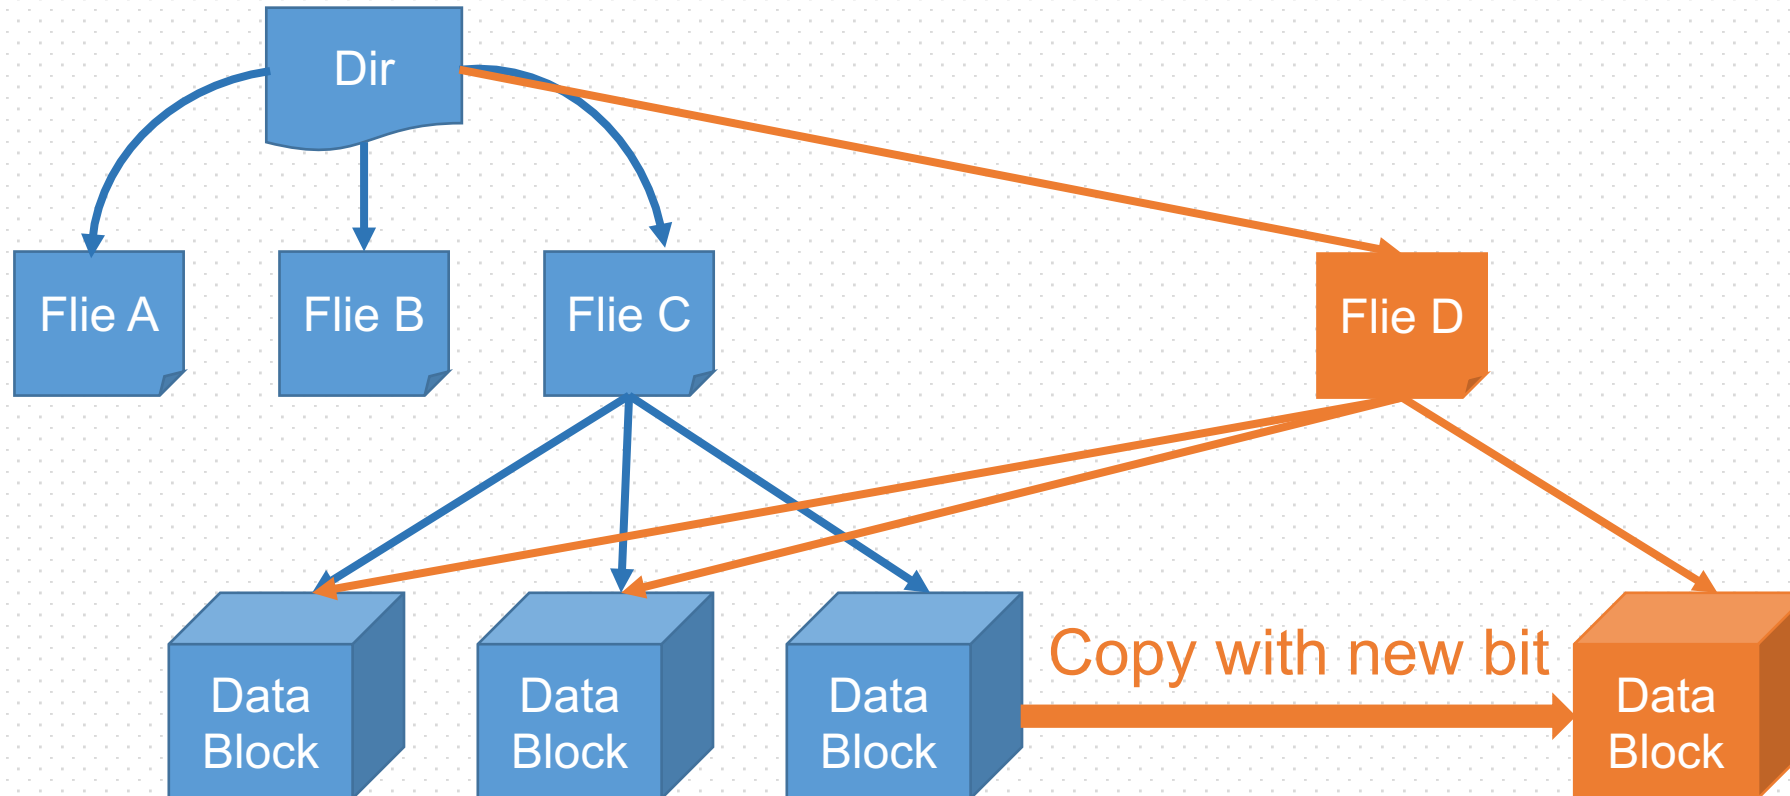 Dir
Flie A
Flie B
Flie C
Flie D
Copy with new bit
Data
Block
Data
Block
Data
Block
Data
Block